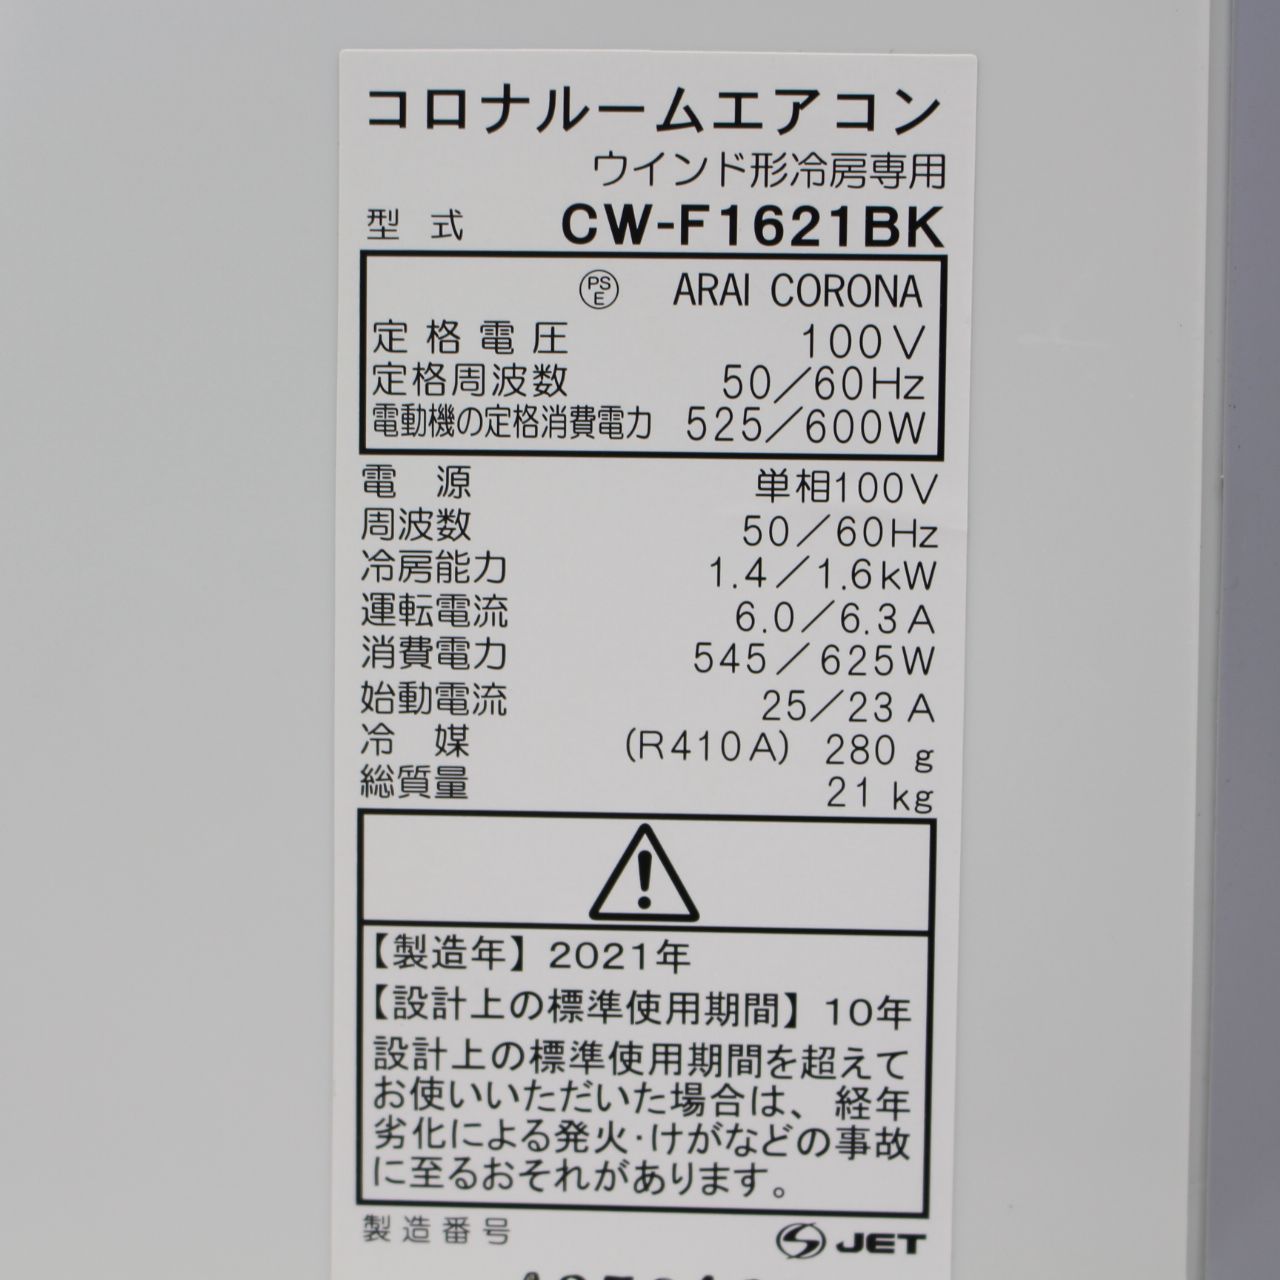 コロナルームエアコン
ウインド形冷房専用
型 式 CW-F1621BK
PS E ARAI CORONA
定格電圧 100V
定格周波数 50/60Hz
電動機の定格消費電力 525/600W
電 源 単相100V
周波数 50/60Hz
冷房能力 1.4/1.6kW
運転電流 6.0/6.3A
消費電力 545/625W
始動電流 25/23A
冷 媒 (R410A) 280g
総質量 21kg
【製造年】2021年
【設計上の標準使用期間】10年
設計上の標準使用期間を超えて
お使いいただいた場合は、経年
劣化による発火・けがなどの事故
に至るおそれがあります。
製造番号 JET